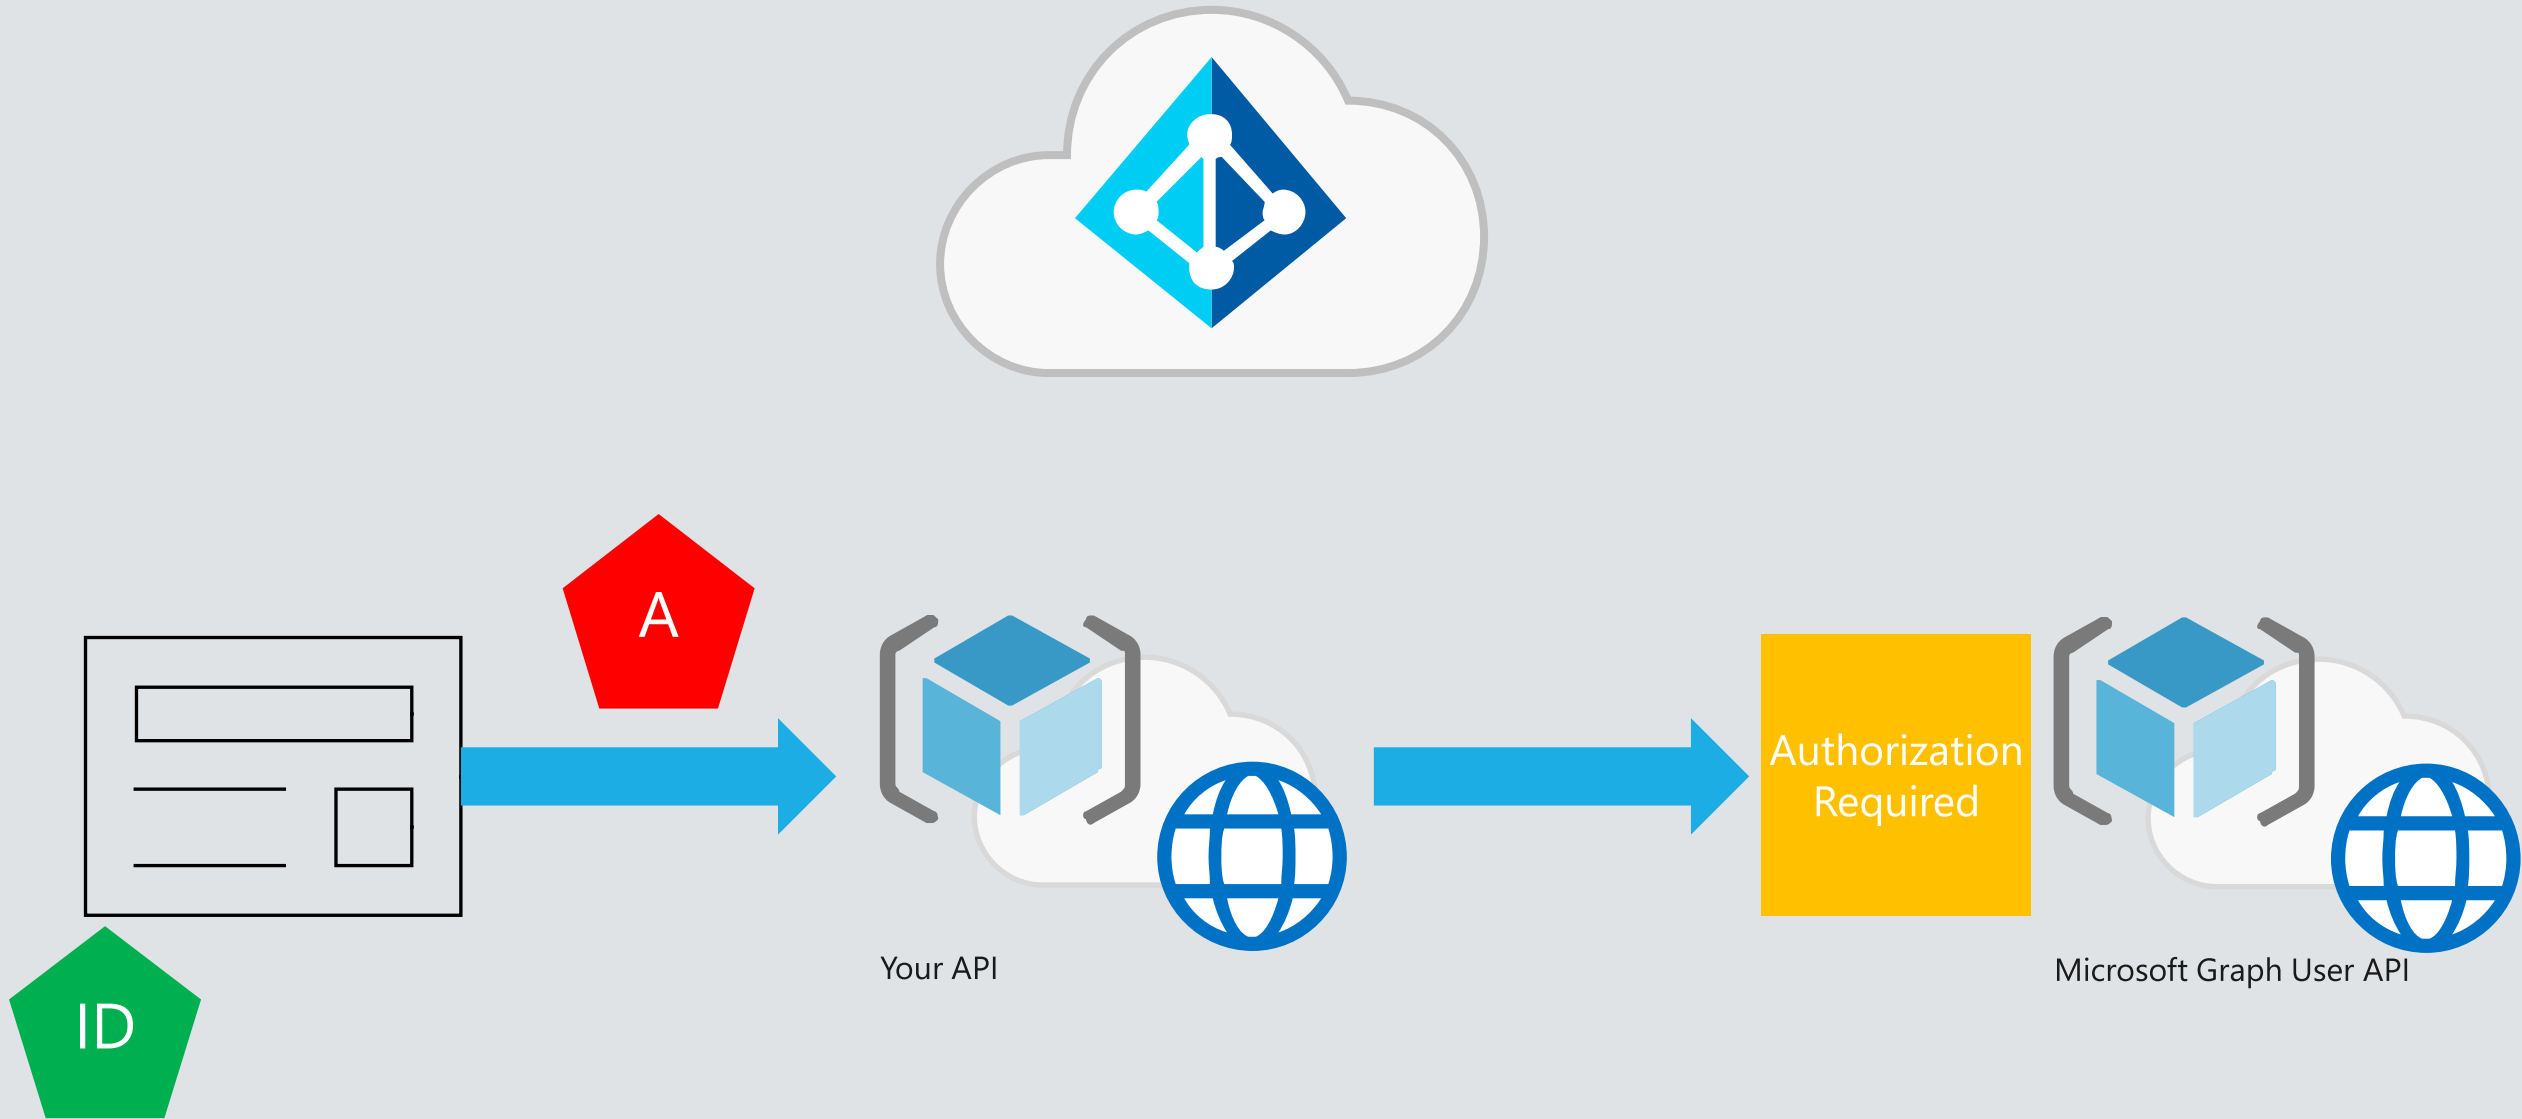 A
Authorization
Required
Your API
Microsoft Graph User API
ID